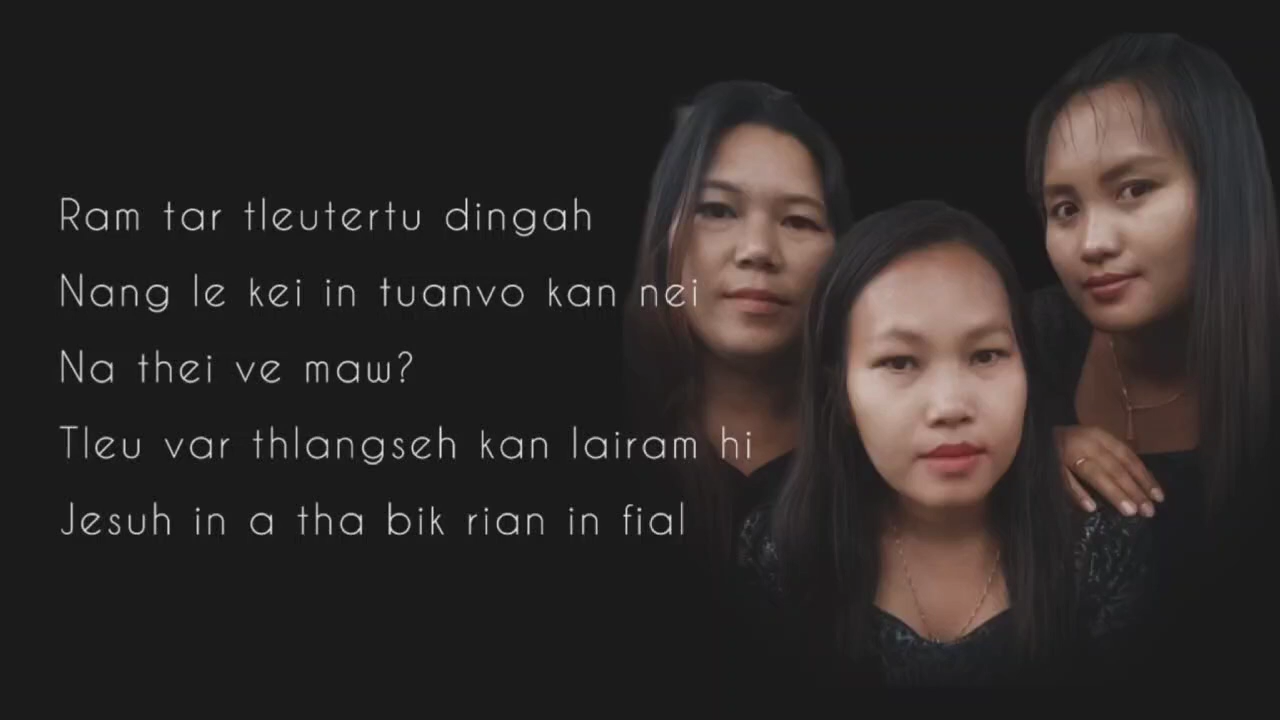 Ram tar tleutertu dingah
Nang le kei in tuanvo kan nei
Na thei ve maw?
Tleu var thlangseh kan lairam hi
Jesuh in a tha bik rian in fial